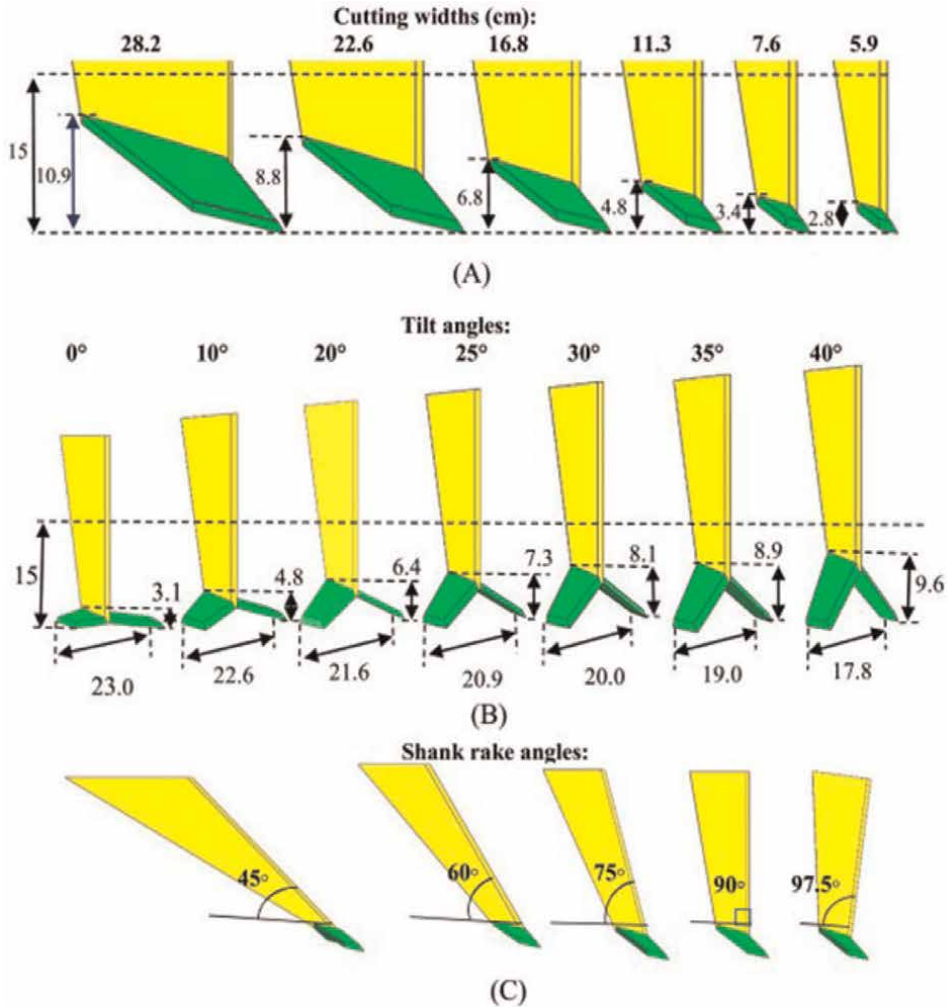 Cutting widths (cm):
28.2 22.6 16.8 11.3 7.6 5.9
15
10.9
8.8
6.8
4.8
3.4
2.8
(A)
Tilt angles:
0° 10° 20° 25° 30° 35° 40°
15
3.1
4.8
6.4
7.3
8.1
8.9
9.6
23.0
22.6
21.6
20.9
20.0
19.0
17.8
(B)
Shank rake angles:
45° 60° 75° 90° 97.5°
(C)